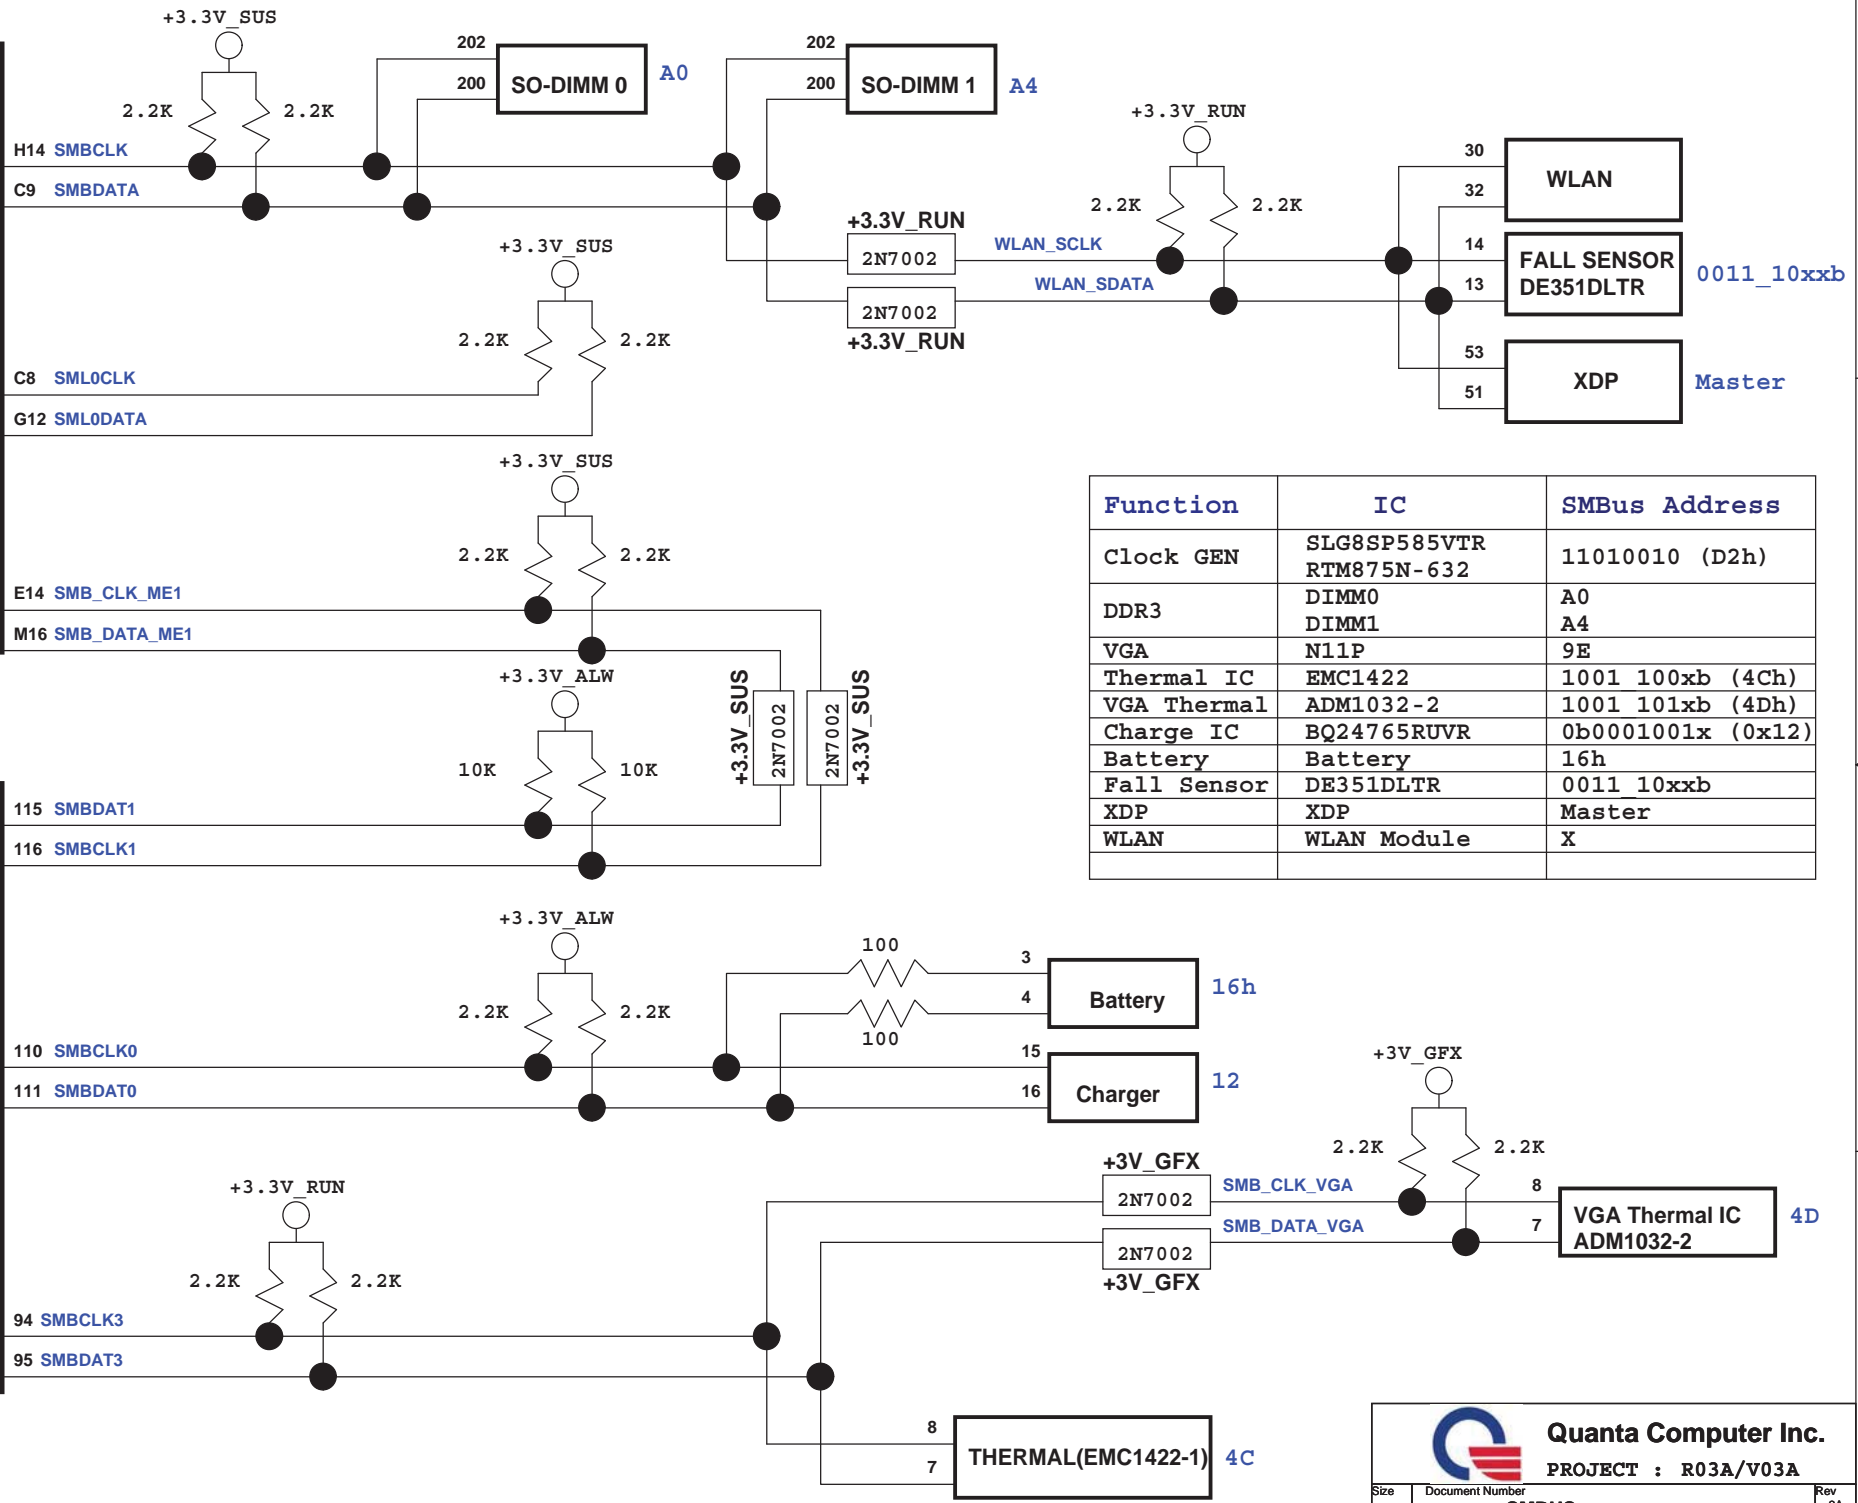 +3.3V_SUS
202
200
SO-DIMM 0
A0
202
200
SO-DIMM 1
A4
2.2K
2.2K
H14 SMBCLK
C9 SMBDATA
+3.3V_RUN
2.2K
2.2K
+3.3V_RUN
2N7002
WLAN_SCLK
WLAN_SDATA
2N7002
+3.3V_RUN
30
32
WLAN
14
13
FALL SENSOR
DE351DLTR
0011_10xxb
53
51
XDP
Master
+3.3V_SUS
2.2K
2.2K
C8 SML0CLK
G12 SML0DATA
+3.3V_SUS
2.2K
2.2K
E14 SMB_CLK_ME1
M16 SMB_DATA_ME1
+3.3V_ALW
10K
10K
+3.3V_SUS
2N7002
2N7002
+3.3V_SUS
115 SMBDAT1
116 SMBCLK1
Function IC SMBus Address
Clock GEN SLG8SP585VTR RTM875N-632 11010010 (D2h)
DDR3 DIMM0 A0
DIMM1 A4
VGA N11P 9E
Thermal IC EMC1422 1001_100xb (4Ch)
VGA Thermal ADM1032-2 1001_101xb (4Dh)
Charge IC BQ24765RUVR 0b0001001x (0x12)
Battery Battery 16h
Fall Sensor DE351DLTR 0011_10xxb
XDP XDP Master
WLAN WLAN Module X
+3.3V_ALW
2.2K
2.2K
100
100
3
4
Battery
16h
110 SMBCLK0
111 SMBDAT0
15
16
Charger
12
+3V_GFX
2.2K
2.2K
+3V_GFX
2N7002
SMB_CLK_VGA
SMB_DATA_VGA
2N7002
+3V_GFX
8
7
VGA Thermal IC
ADM1032-2
4D
+3.3V_RUN
2.2K
2.2K
94 SMBCLK3
95 SMBDAT3
8
7
THERMAL(EMC1422-1)
4C
Quanta Computer Inc.
PROJECT : R03A/V03A
Size
Document Number
Rev